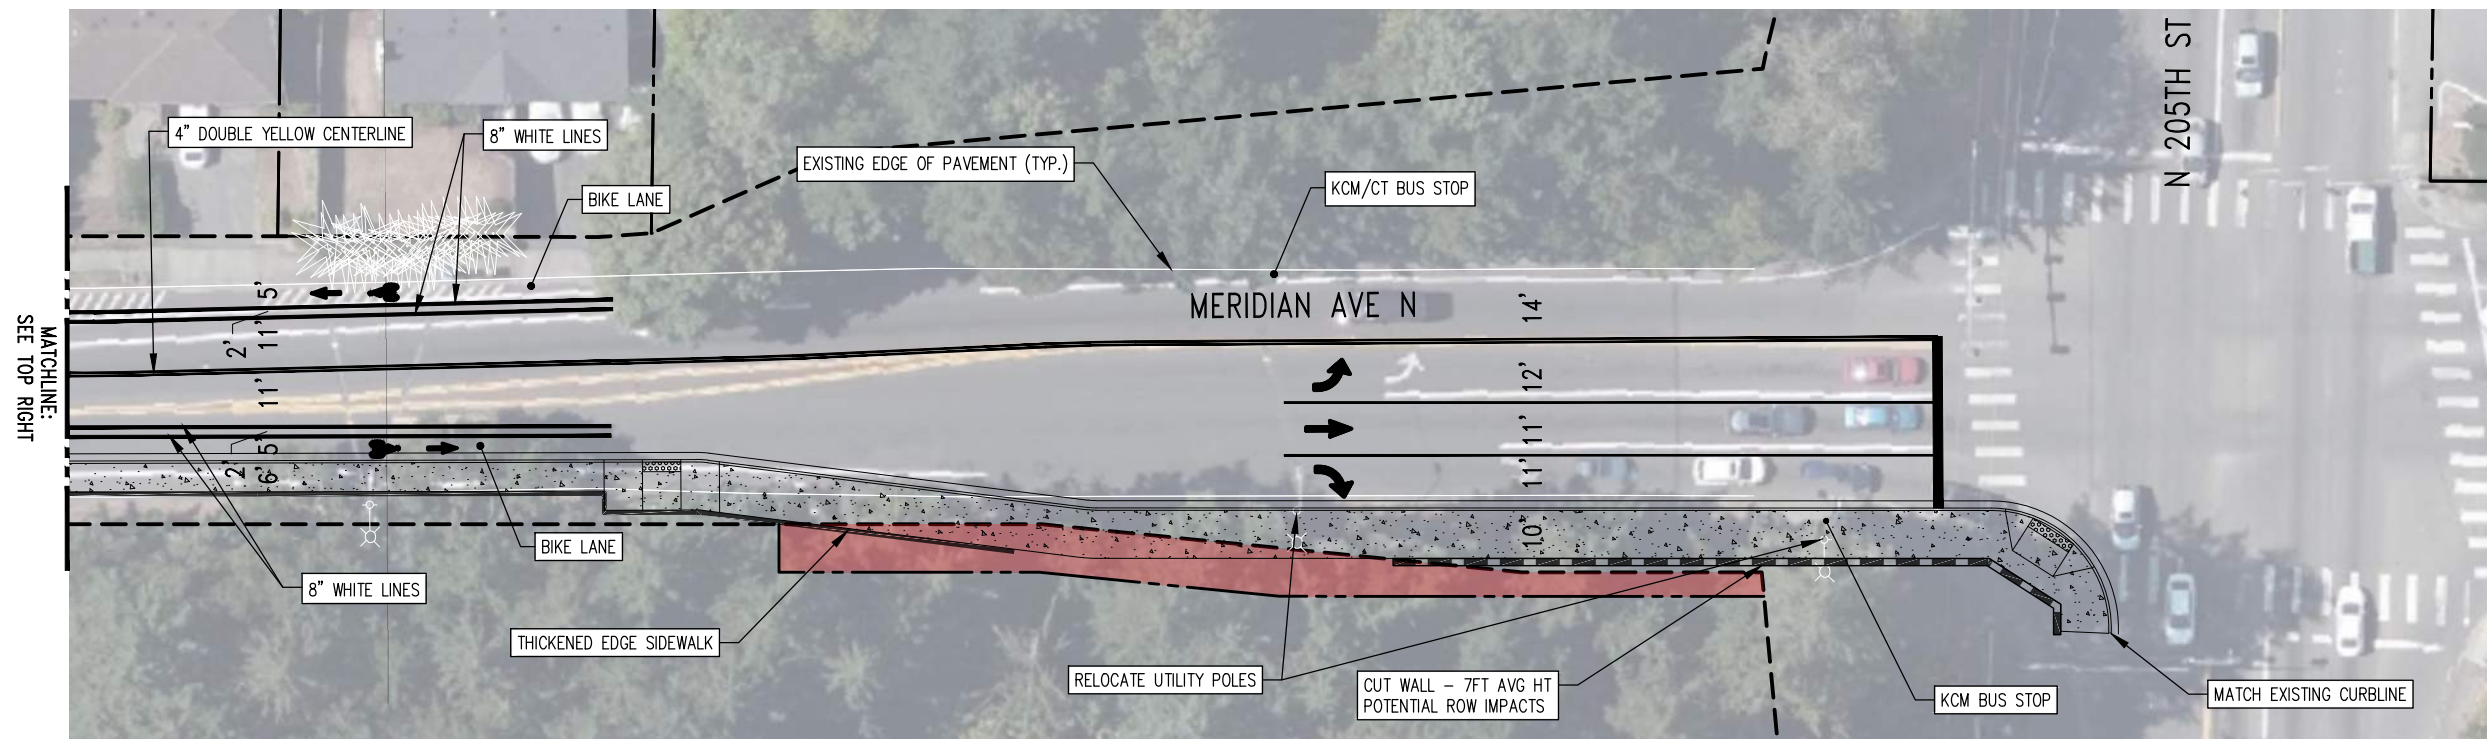 N 205TH ST
4" DOUBLE YELLOW CENTERLINE
8" WHITE LINES
EXISTING EDGE OF PAVEMENT (TYP.)
KCM/CT BUS STOP
BIKE LANE
MERIDIAN AVE N
5'
2'
11'
11'
2'
5'
6'
14'
12'
11'
11'
10'
MATCHLINE:
SEE TOP RIGHT
BIKE LANE
8" WHITE LINES
THICKENED EDGE SIDEWALK
RELOCATE UTILITY POLES
CUT WALL – 7FT AVG HT
POTENTIAL ROW IMPACTS
KCM BUS STOP
MATCH EXISTING CURBLINE